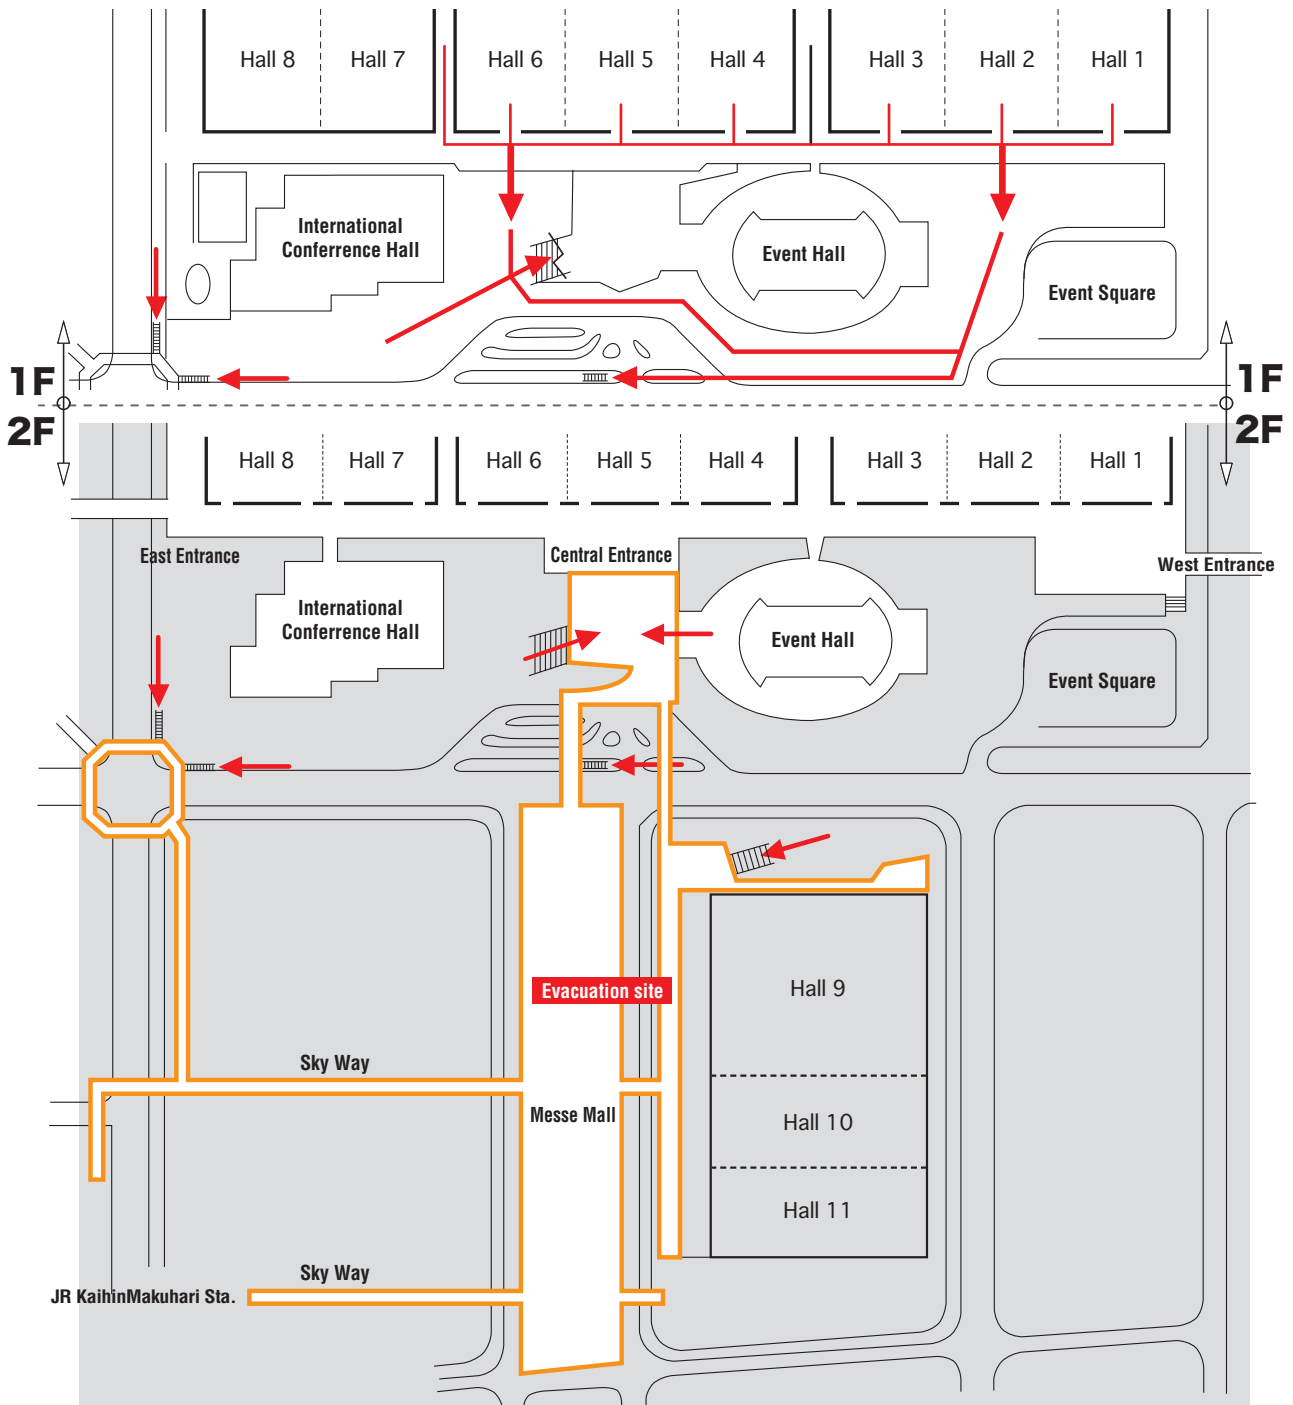 Hall 8
Hall 7
Hall 6
Hall 5
Hall 4
Hall 3
Hall 2
Hall 1
International
Conferrence Hall
Event Hall
Event Square
1F
1F
2F
2F
Hall 8
Hall 7
Hall 6
Hall 5
Hall 4
Hall 3
Hall 2
Hall 1
East Entrance
Central Entrance
West Entrance
International
Conferrence Hall
Event Hall
Event Square
Evacuation site
Hall 9
Sky Way
Messe Mall
Hall 10
Hall 11
Sky Way
JR KaihinMakuhari Sta.